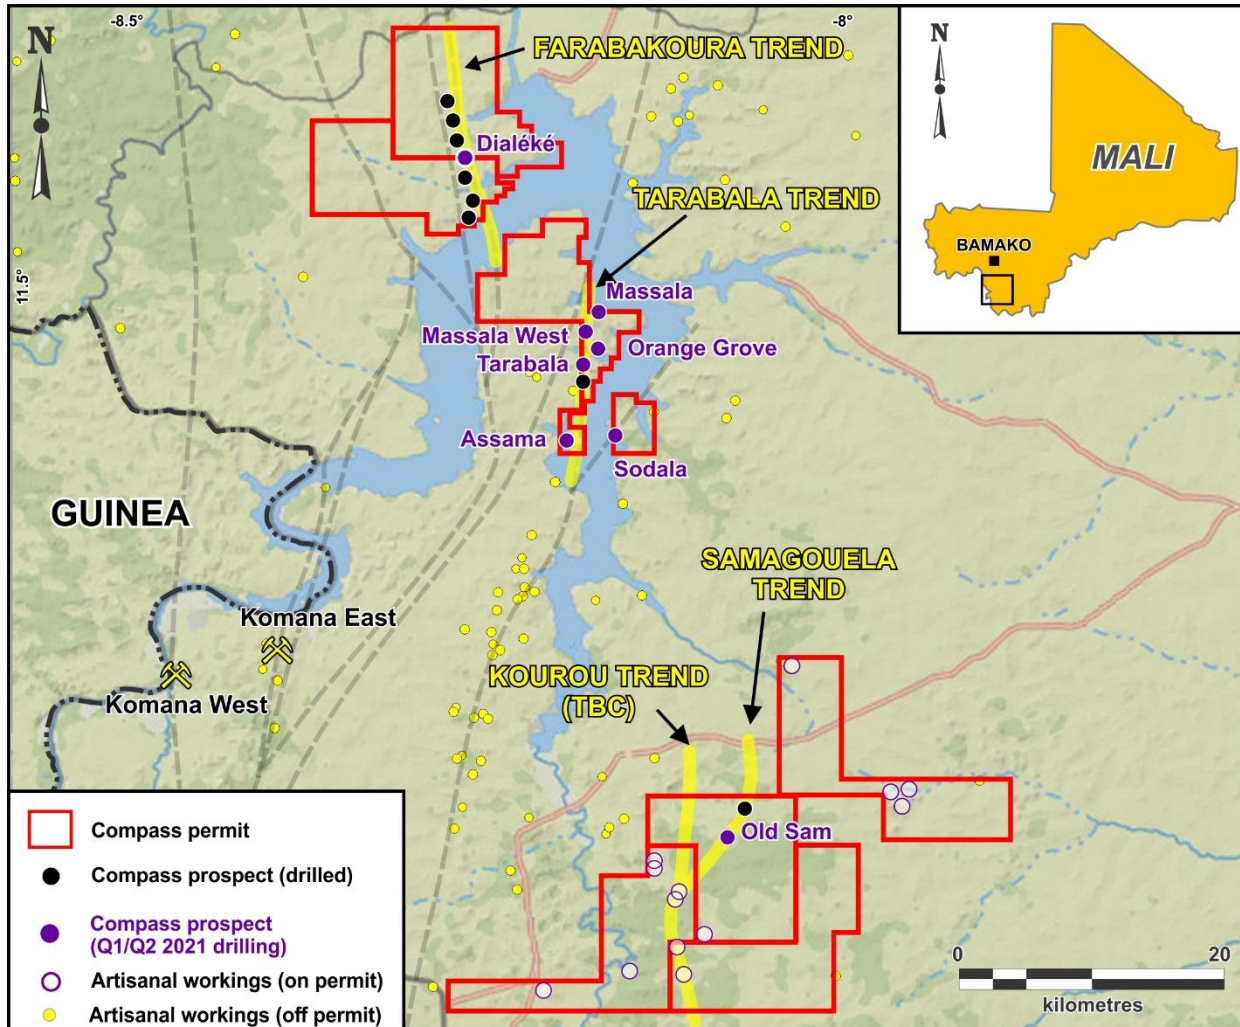 -8.5°
-8°
N
FARABAKOURA TREND
Dialéké
TARABALA TREND
11.5°
Massala
Massala West
Orange Grove
Tarabala
Assama
Sodala
GUINEA
SAMAGOUELA
TREND
Komana East
KOUROU TREND
(TBC)
Komana West
Old Sam
N
MALI
BAMAKO
Compass permit
Compass prospect (drilled)
Compass prospect
(Q1/Q2 2021 drilling)
Artisanal workings (on permit)
Artisanal workings (off permit)
0
20
kilometres